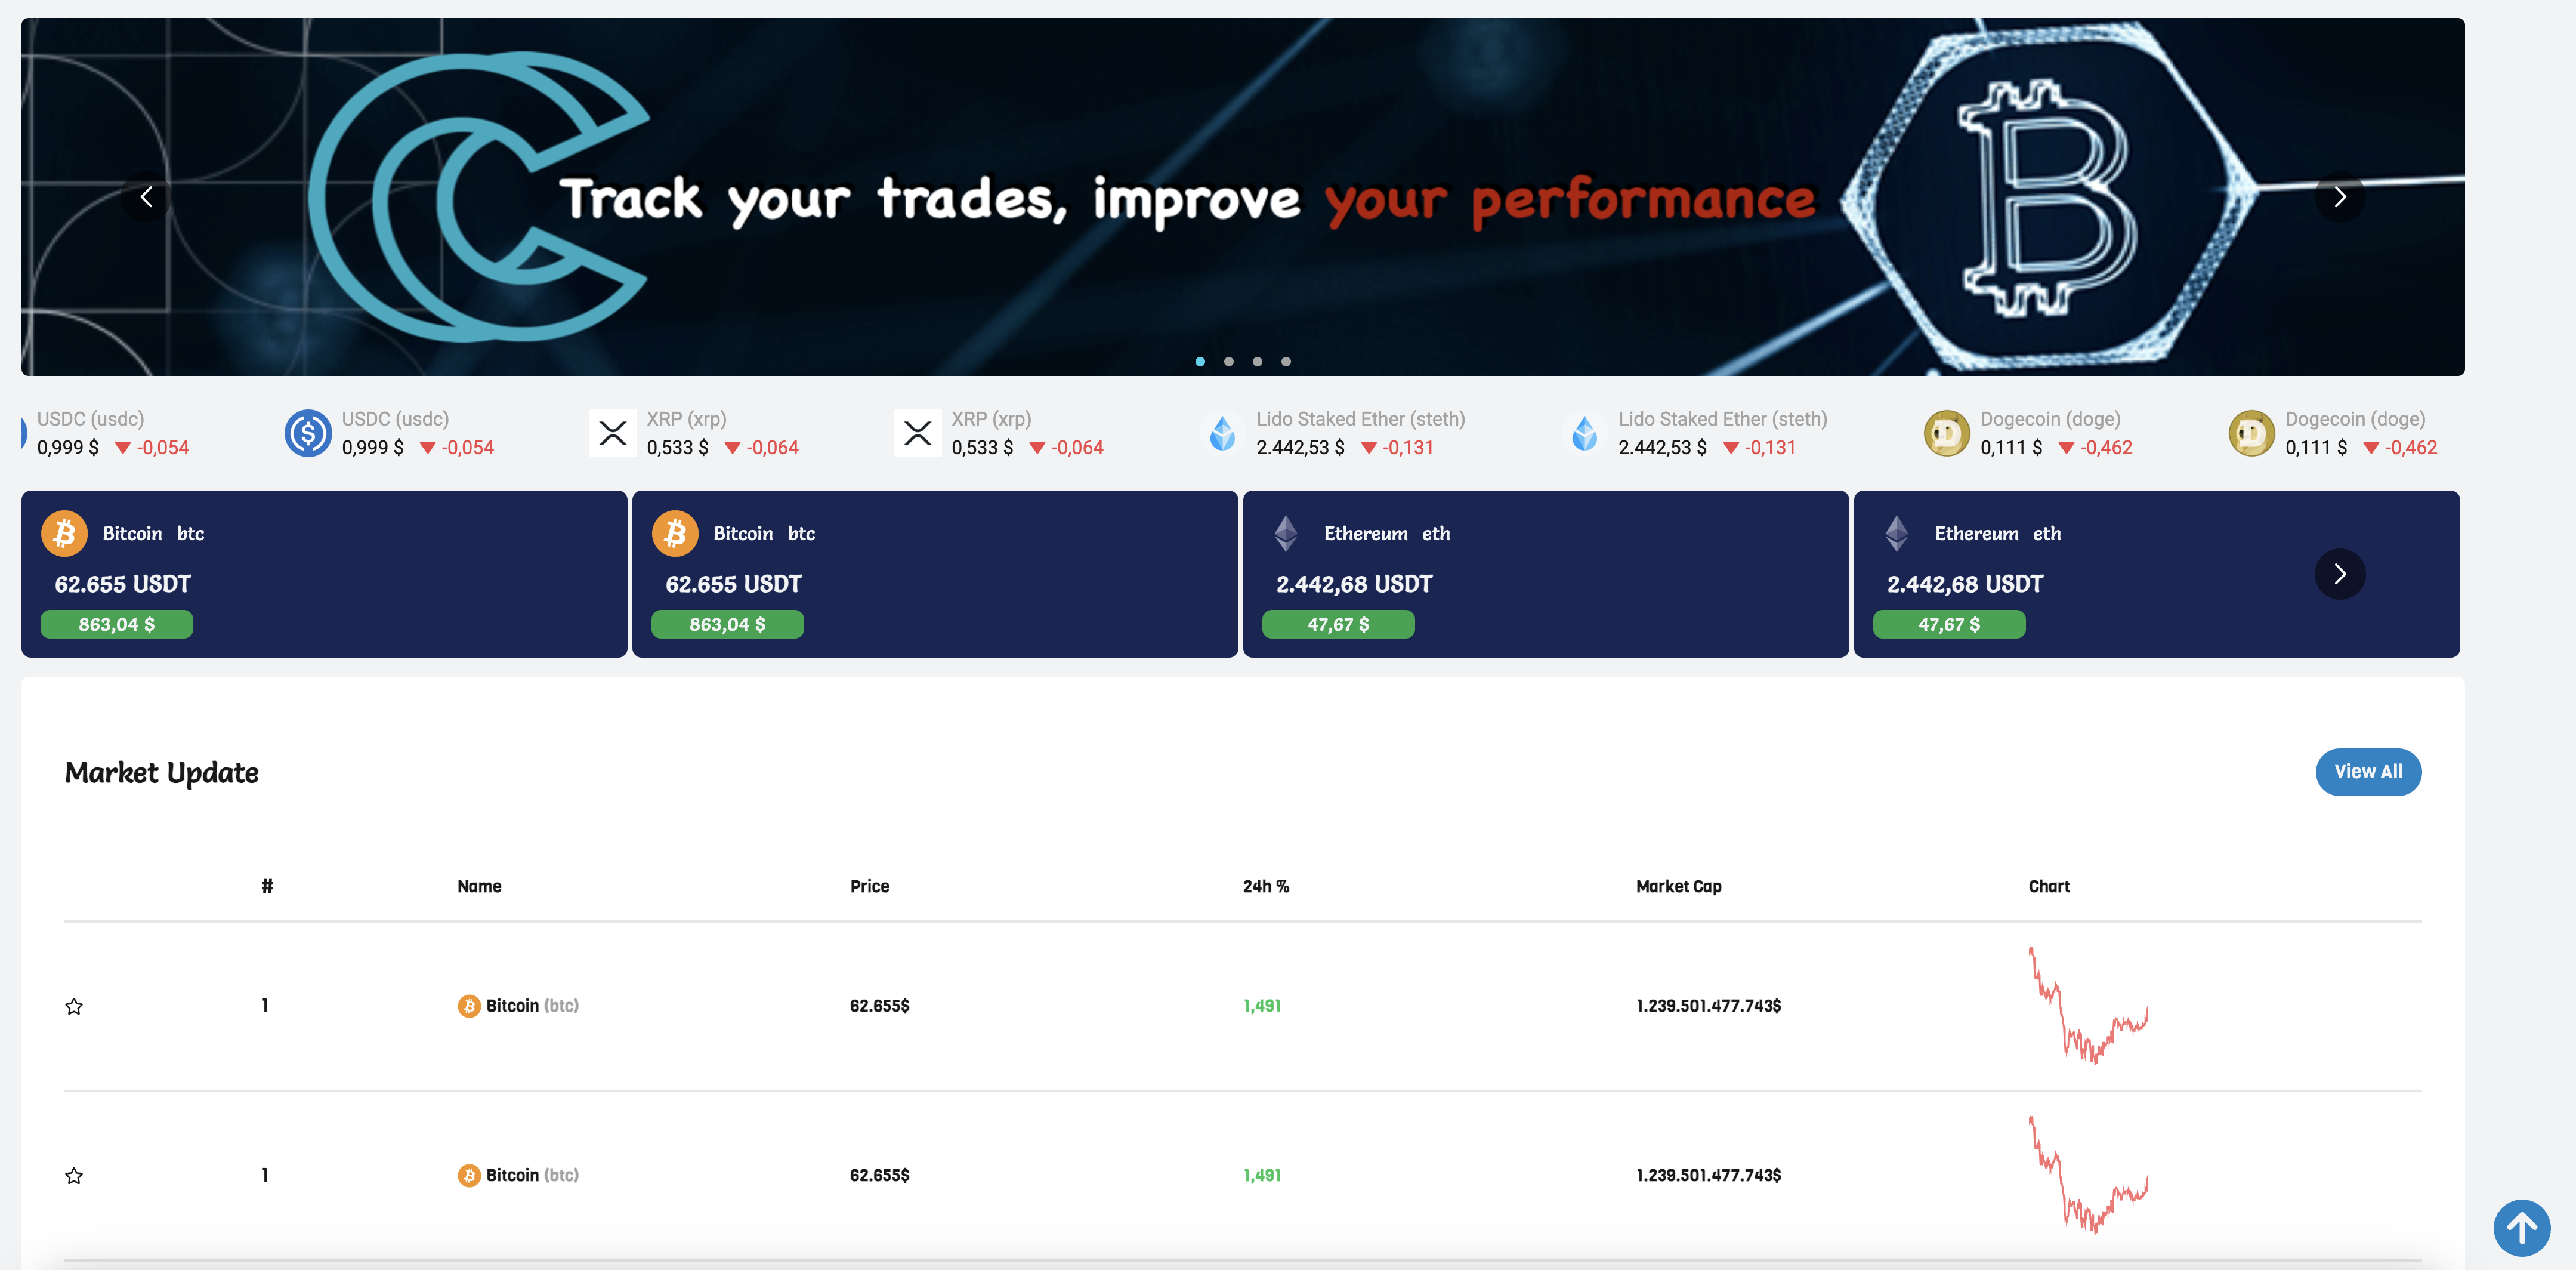 Track your trades, improve your performance
USDC (usdc) USDC (usdc) XRP (xrp) XRP (xrp) Lido Staked Ether (steth) Lido Staked Ether (steth) Dogecoin (doge) Dogecoin (doge)
0,999 $ ▼ -0,054 0,999 $ ▼ -0,054 0,533 $ ▼ -0,064 0,533 $ ▼ -0,064 2.442,53 $ ▼ -0,131 2.442,53 $ ▼ -0,131 0,111 $ ▼ -0,462 0,111 $ ▼ -0,462
Bitcoin btc Bitcoin btc Ethereum eth Ethereum eth
62.655 USDT 62.655 USDT 2.442,68 USDT 2.442,68 USDT
863,04 $ 863,04 $ 47,67 $ 47,67 $
Market Update View All
# Name Price 24h % Market Cap Chart
1 Bitcoin (btc) 62.655$ 1,491 1.239.501.477.743$
1 Bitcoin (btc) 62.655$ 1,491 1.239.501.477.743$